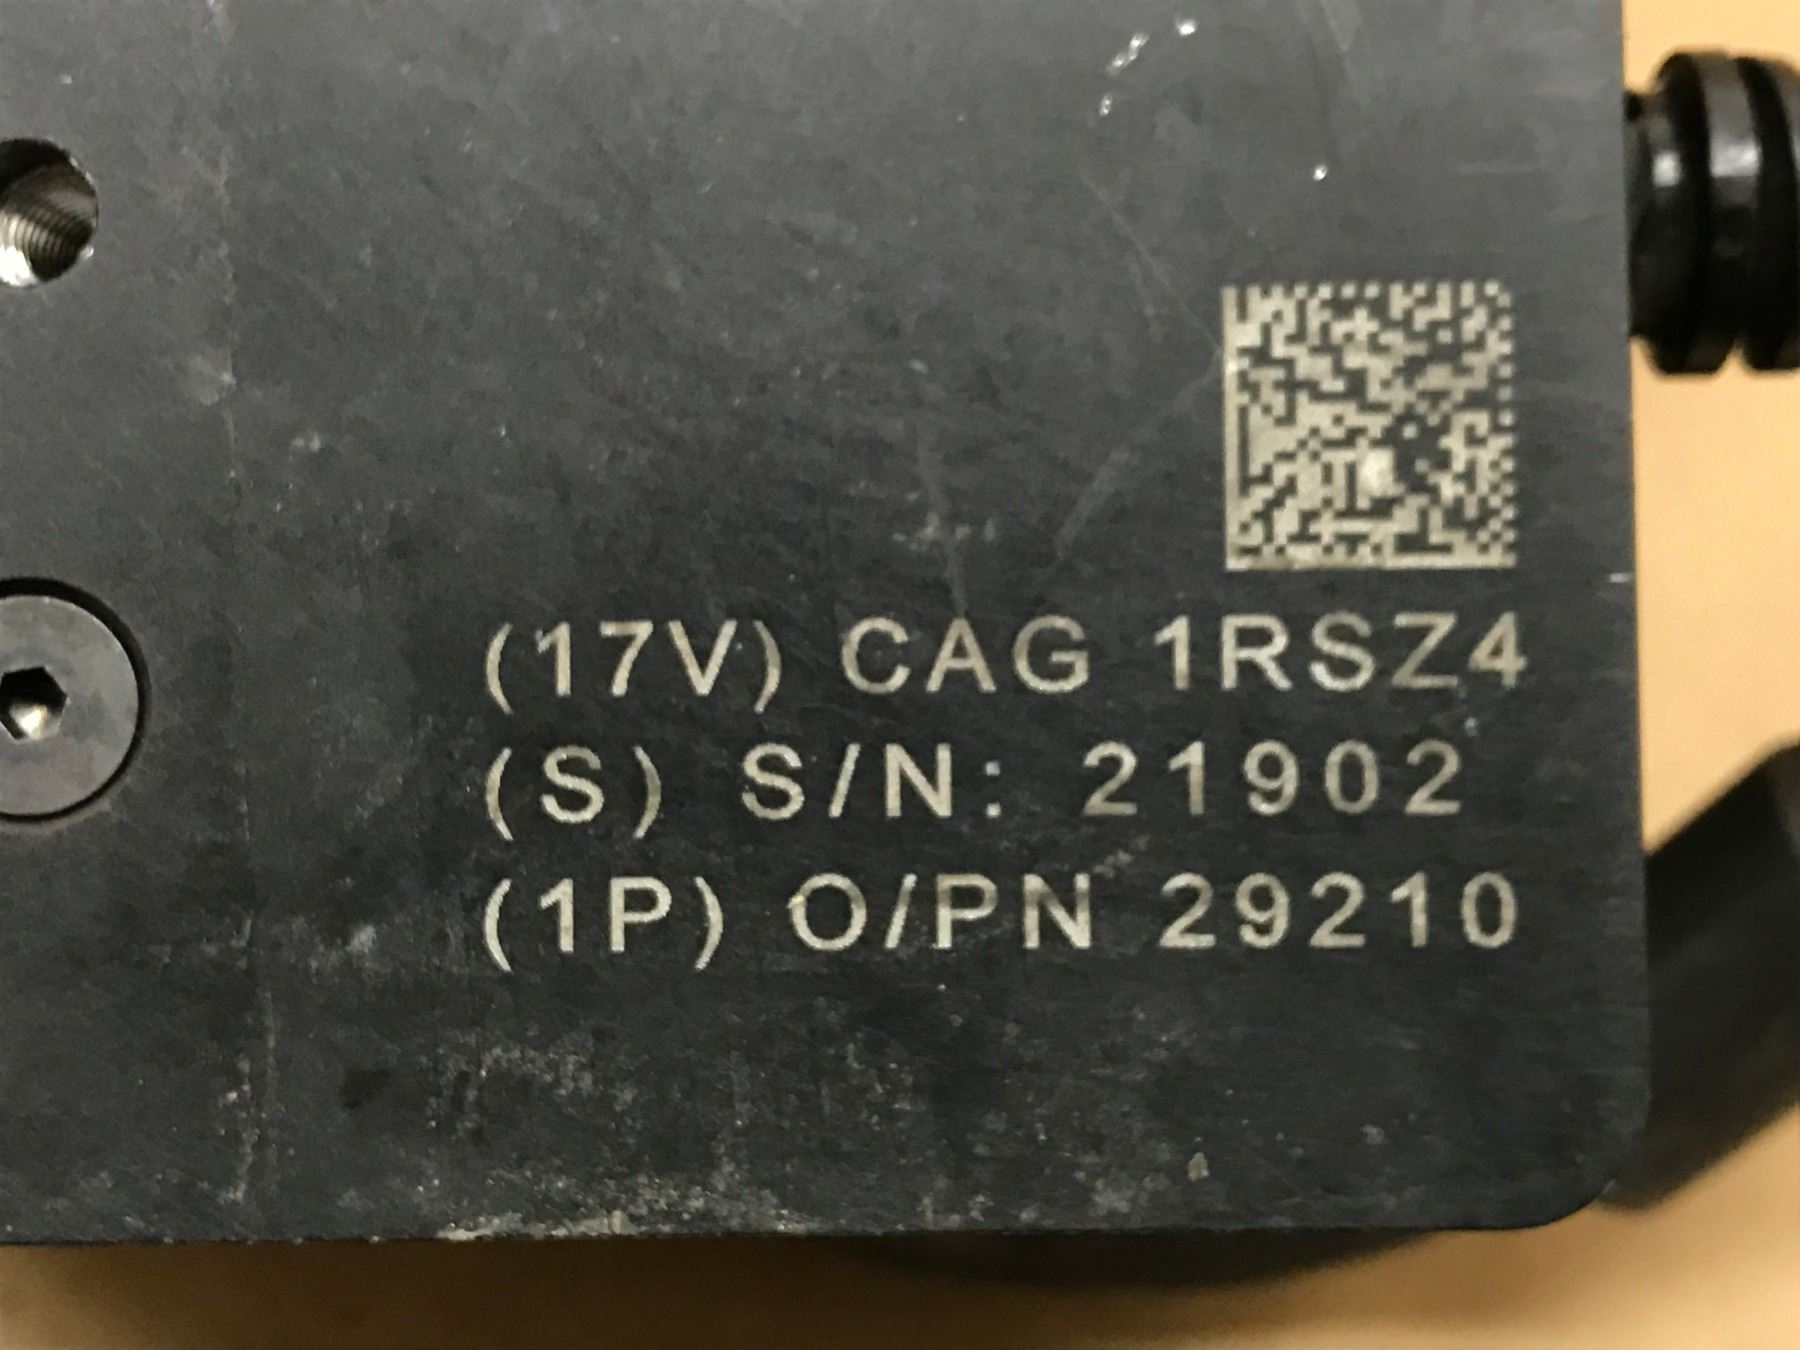 (17V) CAG 1RSZ4
(S) S/N: 21902
(1P) O/PN 29210